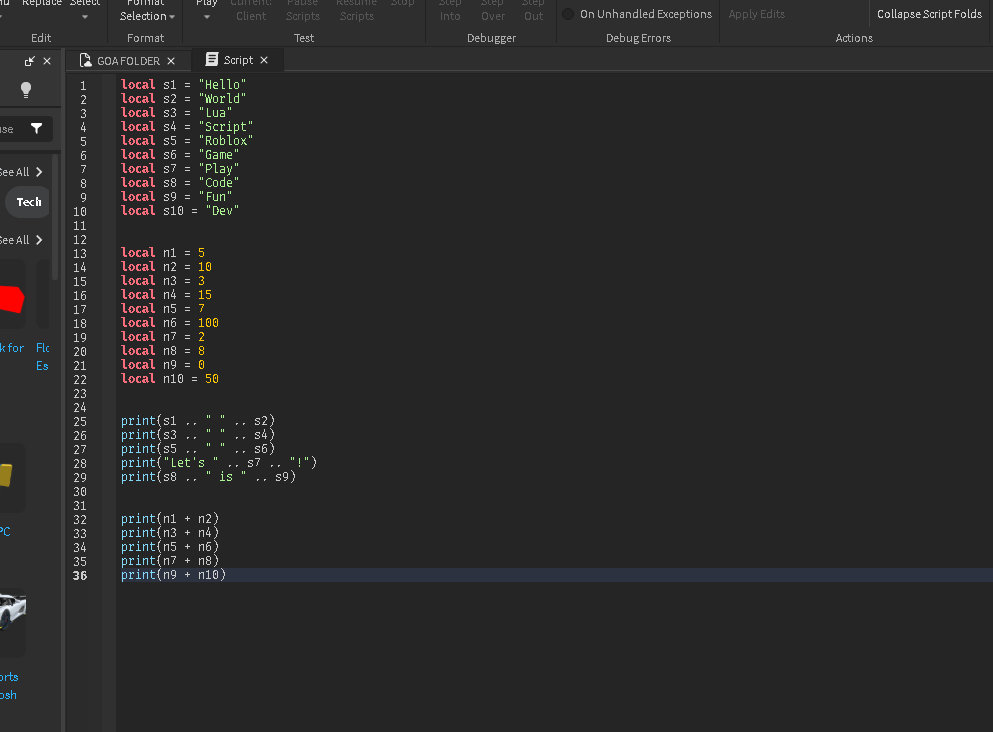 Replace Select
Format Selection
Play
Current Client
Pause Scripts
Resume Scripts
Stop
Step Into
Step Over
Step Out
On Unhandled Exceptions
Apply Edits
Collapse Script Folds
Edit
Format
Test
Debugger
Debug Errors
Actions
GOAFOLDER
Script
See All
Tech
See All
k for
PC
orts
osh
1 local s1 = "Hello"
2 local s2 = "World"
3 local s3 = "Lua"
4 local s4 = "Script"
5 local s5 = "Roblox"
6 local s6 = "Game"
7 local s7 = "Play"
8 local s8 = "Code"
9 local s9 = "Fun"
10 local s10 = "Dev"
11
12
13 local n1 = 5
14 local n2 = 10
15 local n3 = 3
16 local n4 = 15
17 local n5 = 7
18 local n6 = 100
19 local n7 = 2
20 local n8 = 8
21 local n9 = 0
22 local n10 = 50
23
24
25 print(s1 .. " " .. s2)
26 print(s3 .. " " .. s4)
27 print(s5 .. " " .. s6)
28 print("Let's " .. s7 .. "!")
29 print(s8 .. " is " .. s9)
30
31
32 print(n1 + n2)
33 print(n3 + n4)
34 print(n5 + n6)
35 print(n7 + n8)
36 print(n9 + n10)